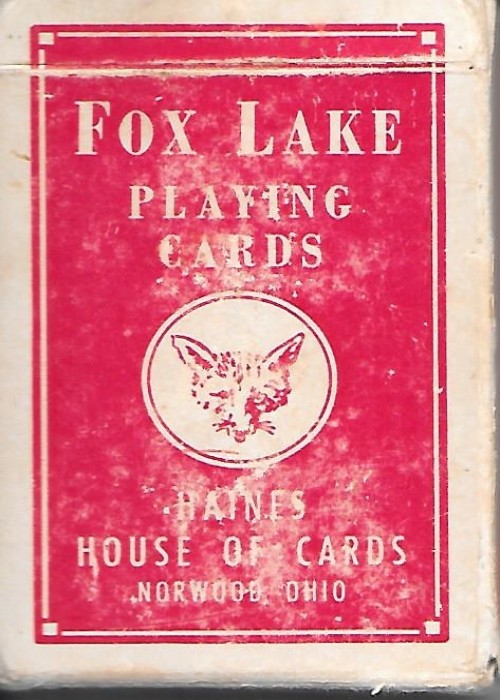 FOX LAKE
PLAYING
CARDS
HAINES
HOUSE OF CARDS
NORWOOD, OHIO